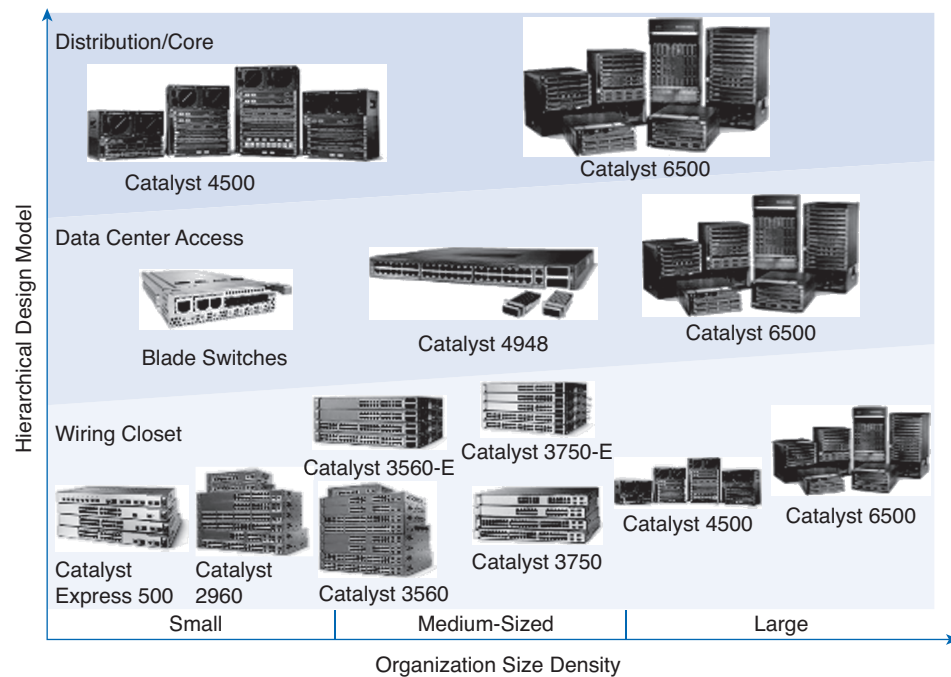 Distribution/Core
Catalyst 4500
Catalyst 6500
Hierarchical Design Model
Data Center Access
Blade Switches
Catalyst 4948
Catalyst 6500
Wiring Closet
Catalyst 3560-E
Catalyst 3750-E
Catalyst
Express 500
Catalyst
2960
Catalyst 3560
Catalyst 3750
Catalyst 4500
Catalyst 6500
Small
Medium-Sized
Large
Organization Size Density